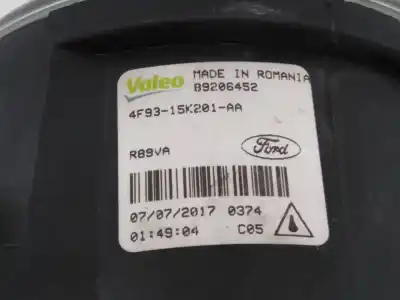 Valeo MADE IN ROMANIA
89206452
4F93-15K201-AA
R89VA
Ford
07/07/2017 0374
01:49:04 C05